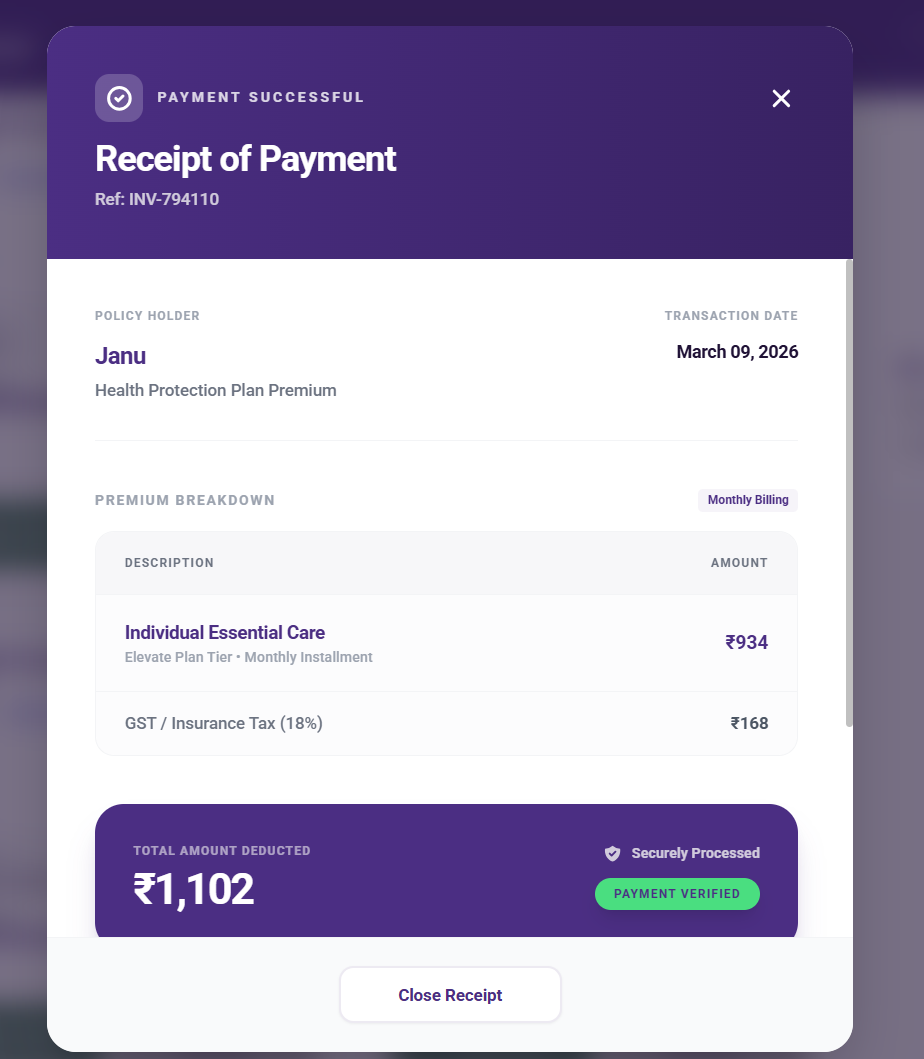 PAYMENT SUCCESSFUL
Receipt of Payment
Ref: INV-794110
POLICY HOLDER
TRANSACTION DATE
Janu
March 09, 2026
Health Protection Plan Premium
PREMIUM BREAKDOWN
Monthly Billing
DESCRIPTION
AMOUNT
Individual Essential Care
₹934
Elevate Plan Tier • Monthly Installment
GST / Insurance Tax (18%)
₹168
TOTAL AMOUNT DEDUCTED
Securely Processed
₹1,102
PAYMENT VERIFIED
Close Receipt